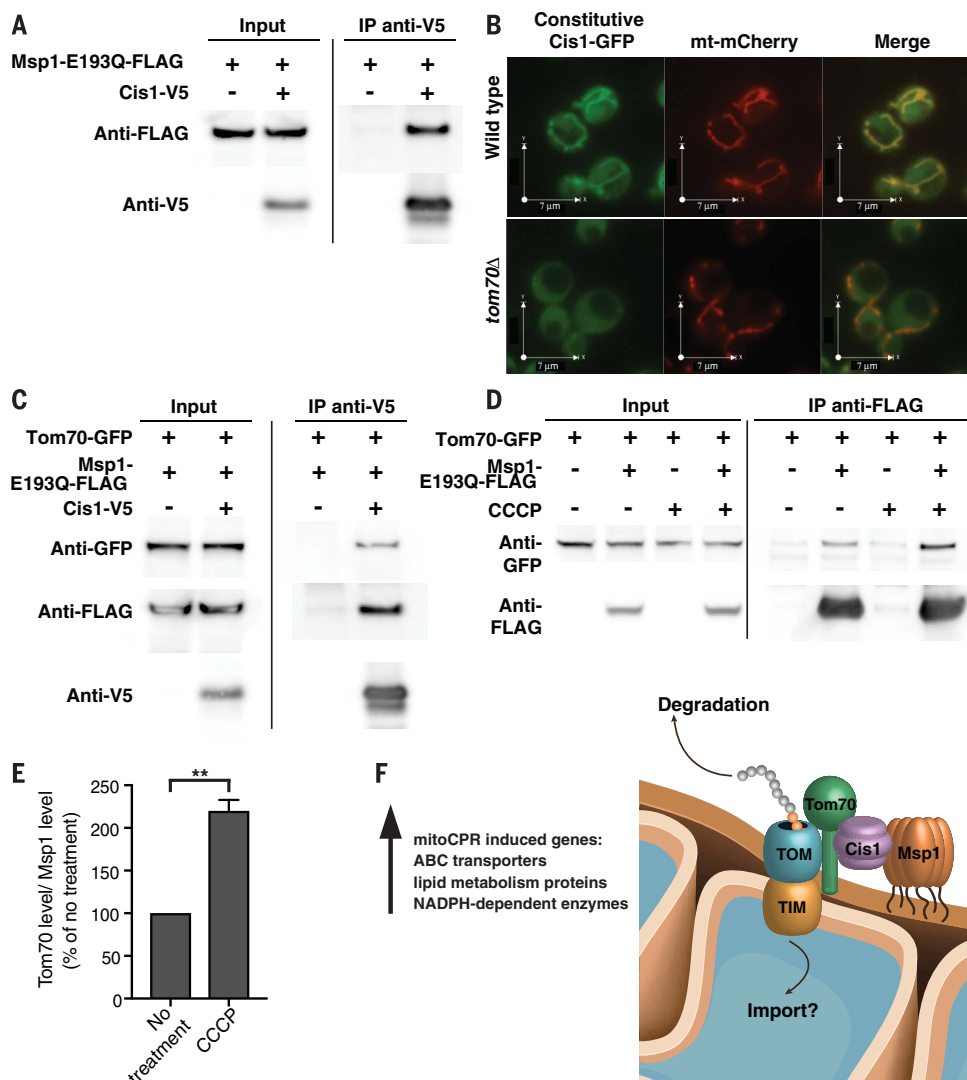 A
Input
IP anti-V5
Msp1-E193Q-FLAG + + + +
Cis1-V5 - + - +
Anti-FLAG
Anti-V5
B
Constitutive
Cis1-GFP
mt-mCherry
Merge
Wild type
Y
X
7 µm
Y
X
7 µm
Y
X
7 µm
tom70Δ
Y
X
7 µm
Y
X
7 µm
Y
X
7 µm
C
Input
IP anti-V5
Tom70-GFP + + + +
Msp1-
E193Q-FLAG + + + +
Cis1-V5 - + - +
Anti-GFP
Anti-FLAG
Anti-V5
D
Input
IP anti-FLAG
Tom70-GFP + + + + + + + +
Msp1-
E193Q-FLAG - + - + - + - +
CCCP - - + + - - + +
Anti-
GFP
Anti-
FLAG
E
Tom70 level/ Msp1 level
(% of no treatment)
250
200
150
100
50
0
**
No
treatment
CCCP
F
mitoCPR induced genes:
ABC transporters
lipid metabolism proteins
NADPH-dependent enzymes
Degradation
Tom70
TOM
Cis1
Msp1
TIM
Import?